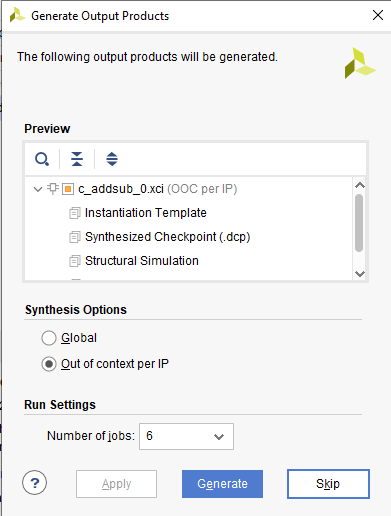 Generate Output Products
The following output products will be generated.
Preview
c_addsub_0.xci (OOC per IP)
Instantiation Template
Synthesized Checkpoint (.dcp)
Structural Simulation
Synthesis Options
Global
Out of context per IP
Run Settings
Number of jobs: 6
? Apply Generate Skip